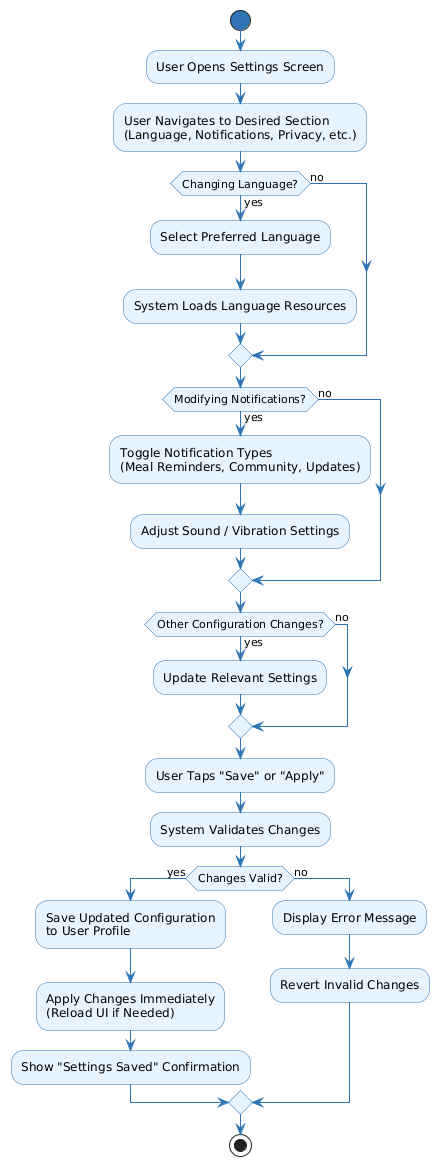 User Opens Settings Screen
User Navigates to Desired Section
(Language, Notifications, Privacy, etc.)
Changing Language?
no
yes
Select Preferred Language
System Loads Language Resources
Modifying Notifications?
no
yes
Toggle Notification Types
(Meal Reminders, Community, Updates)
Adjust Sound / Vibration Settings
Other Configuration Changes?
no
yes
Update Relevant Settings
User Taps "Save" or "Apply"
System Validates Changes
yes
Changes Valid?
no
Save Updated Configuration
to User Profile
Display Error Message
Apply Changes Immediately
(Reload UI if Needed)
Revert Invalid Changes
Show "Settings Saved" Confirmation